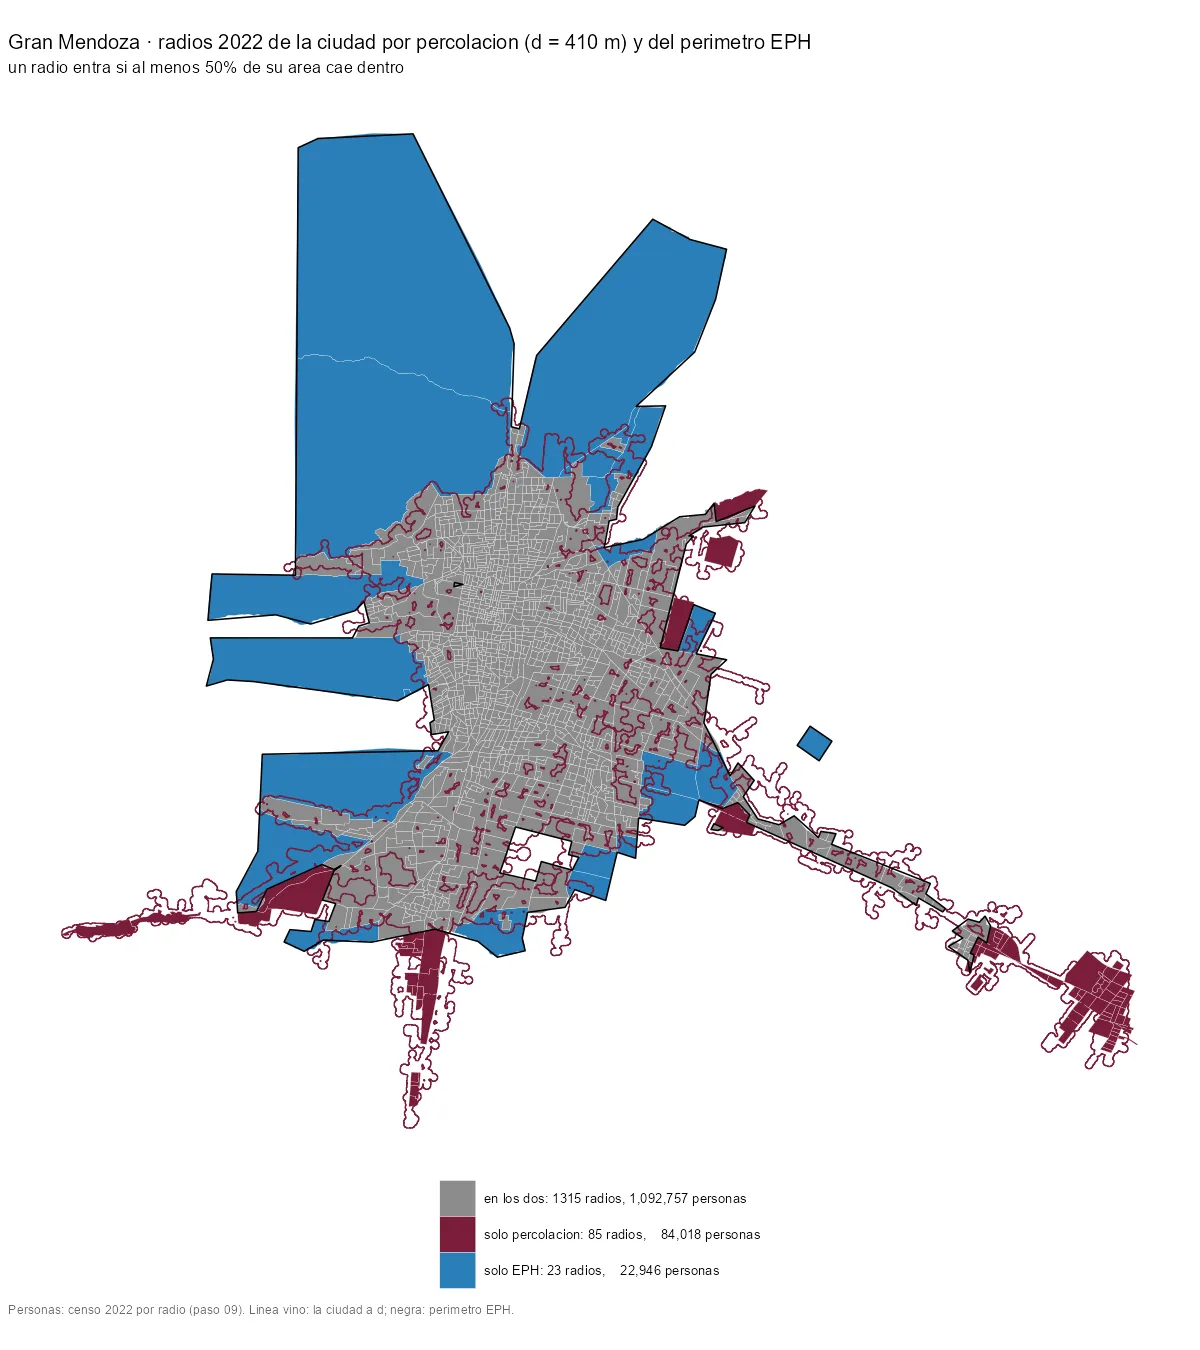 Gran Mendoza · radios 2022 de la ciudad por percolacion (d = 410 m) y del perimetro EPH
un radio entra si al menos 50% de su area cae dentro
en los dos: 1315 radios, 1,092,757 personas
solo percolacion: 85 radios, 84,018 personas
solo EPH: 23 radios, 22,946 personas
Personas: censo 2022 por radio (paso 09). Linea vino: la ciudad a d; negra: perimetro EPH.